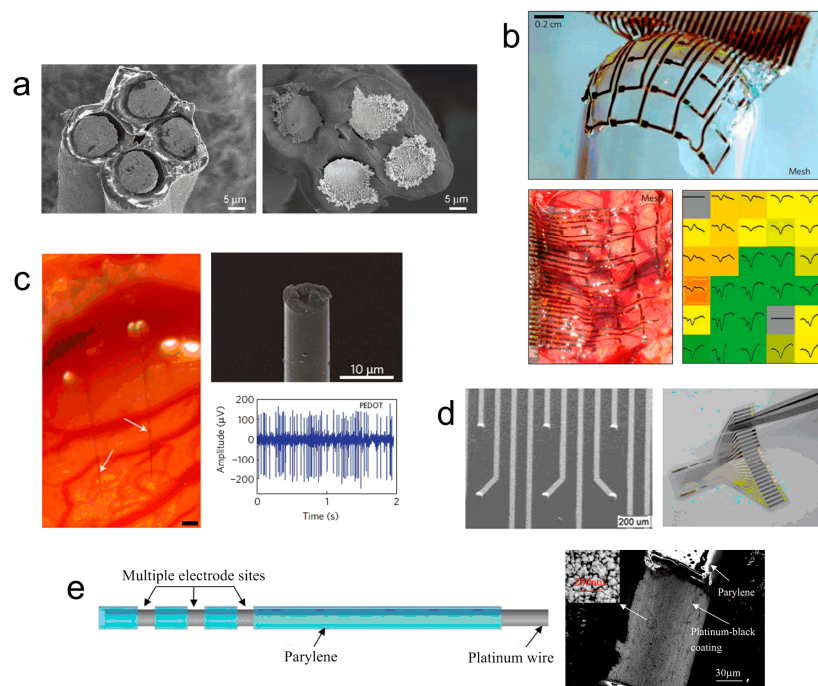 a
5 µm
5 µm
b
0.2 cm
Mesh
Mesh
c
10 µm
PEDOT
Amplitude (µV)
200
100
0
-100
-200
0
1
2
Time (s)
d
200 um
e
Multiple electrode sites
Parylene
Platinum wire
Parylene
Platinum-black
coating
30µm